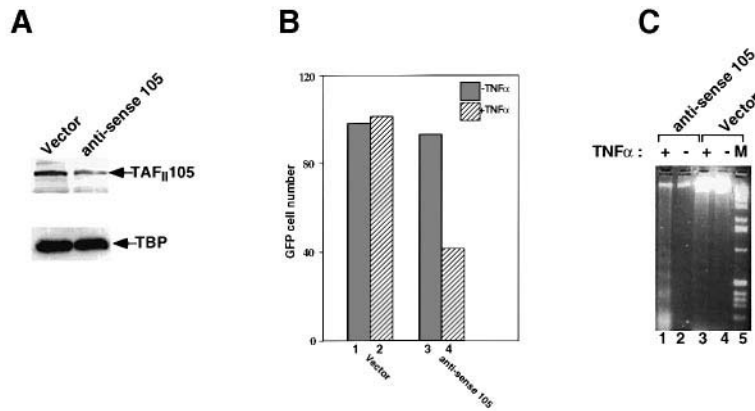 A
Vector
anti-sense 105
TAFII105
TBP
B
120
80
40
0
GFP cell number
-TNFα
+TNFα
1 2 3 4
Vector
anti-sense 105
C
anti-sense 105
Vector
TNFα : + - + - M
1 2 3 4 5